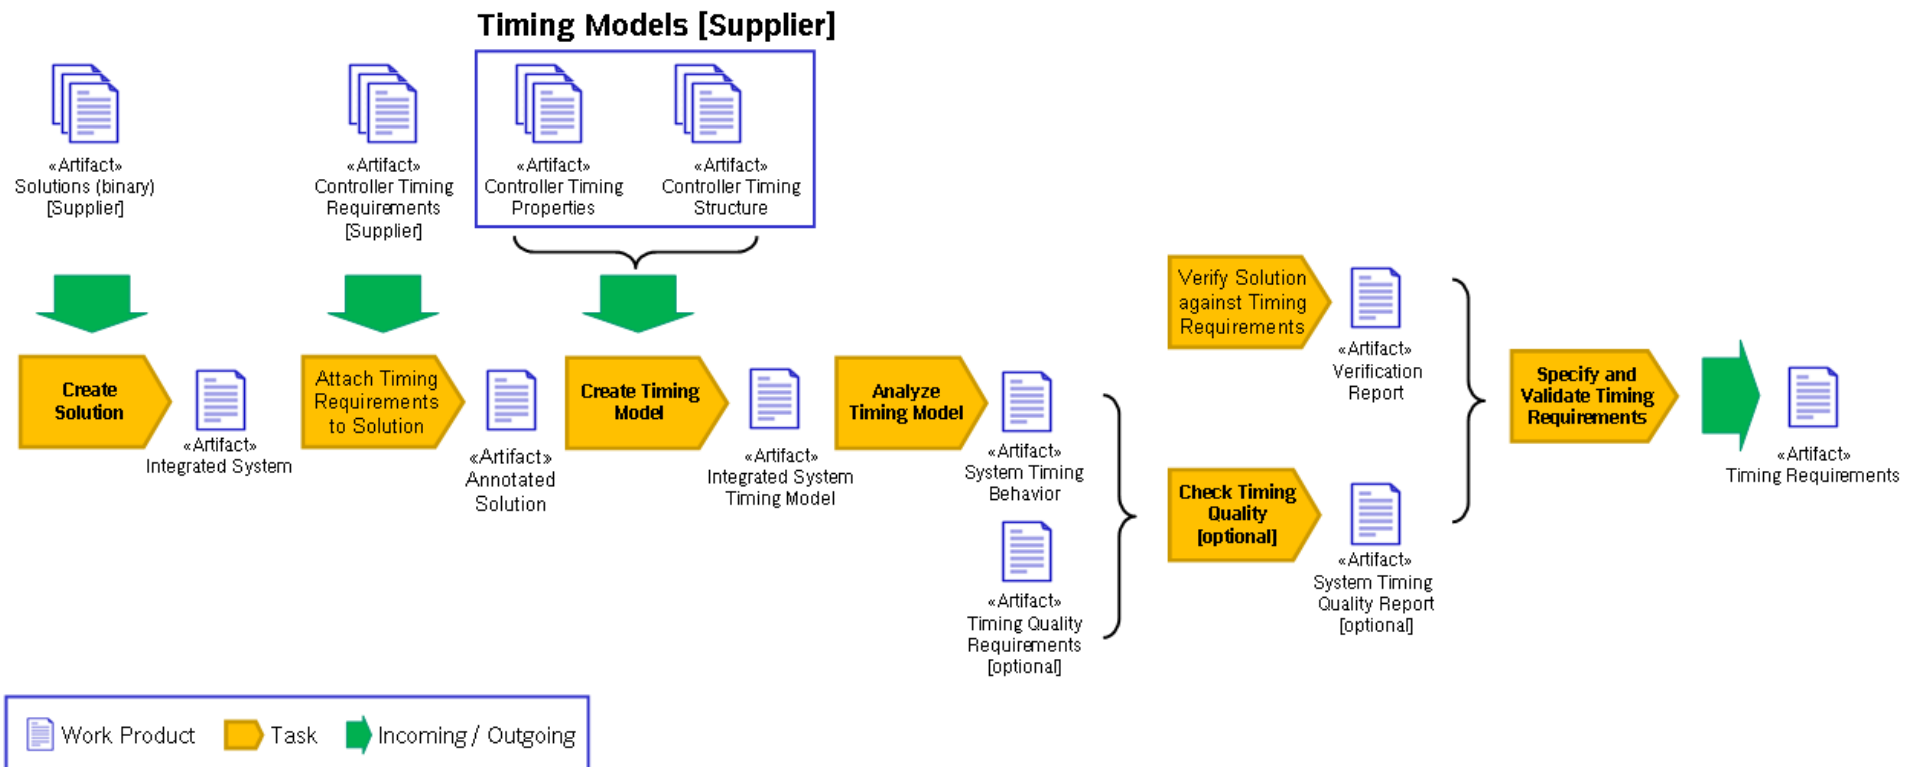 Timing Models [Supplier]
«Artifact»
Solutions (binary)
[Supplier]
«Artifact»
Controller Timing
Requirements
[Supplier]
«Artifact»
Controller Timing
Properties
«Artifact»
Controller Timing
Structure
Create
Solution
«Artifact»
Integrated System
Attach Timing
Requirements
to Solution
«Artifact»
Annotated
Solution
Create Timing
Model
«Artifact»
Integrated System
Timing Model
Analyze
Timing Model
«Artifact»
System Timing
Behavior
«Artifact»
Timing Quality
Requirements
[optional]
Verify Solution
against Timing
Requirements
«Artifact»
Verification
Report
Check Timing
Quality
[optional]
«Artifact»
System Timing
Quality Report
[optional]
Specify and
Validate Timing
Requirements
«Artifact»
Timing Requirements
Work Product
Task
Incoming / Outgoing